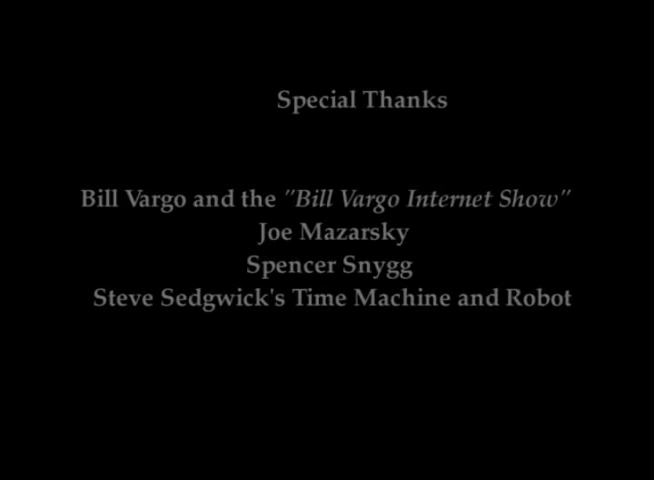 Special Thanks
Bill Vargo and the "Bill Vargo Internet Show"
Joe Mazarsky
Spencer Snygg
Steve Sedgwick's Time Machine and Robot